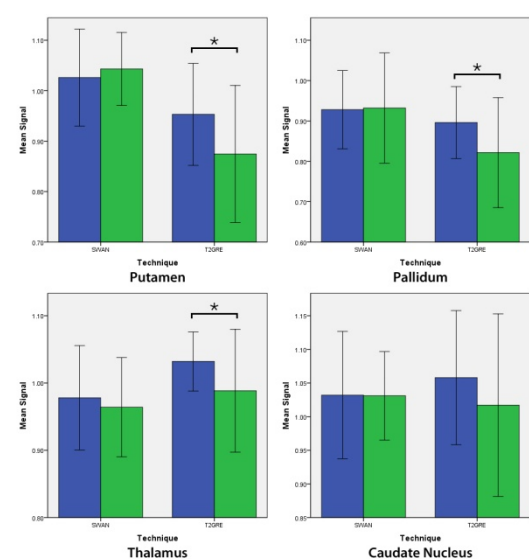 Mean Signal
1.10
1.00
0.90
0.80
0.70
*
SWAN
T2GRE
Technique
Putamen
Mean Signal
1.10
1.00
0.90
0.80
0.70
0.60
*
SWAN
T2GRE
Technique
Pallidum
Mean Signal
1.10
1.00
0.90
0.80
*
SWAN
T2GRE
Technique
Thalamus
Mean Signal
1.15
1.10
1.05
1.00
0.95
0.90
0.85
SWAN
T2GRE
Technique
Caudate Nucleus